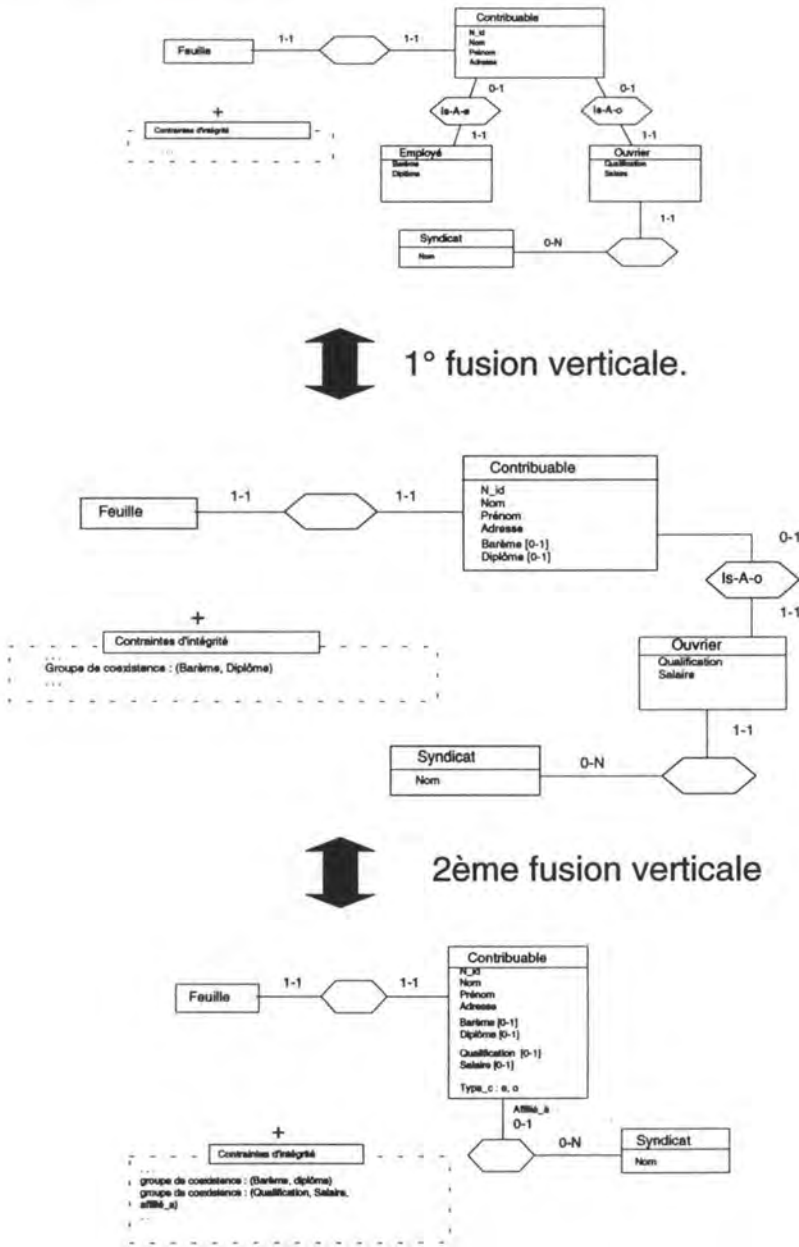 Contribuable
N_id
Nom
Prénom
Adresse
Feuille
1-1
1-1
0-1
0-1
Is-A-e
Is-A-o
1-1
1-1
+
Contraintes d'intégrité
...
Employé
Barème
Diplôme
Ouvrier
Qualification
Salaire
1-1
Syndicat
Nom
0-N
1° fusion verticale.
Contribuable
N_id
Nom
Prénom
Adresse
Barème [0-1]
Diplôme [0-1]
Feuille
1-1
1-1
0-1
Is-A-o
1-1
+
Contraintes d'intégrité
...
Groupe de coexistence : (Barème, Diplôme)
...
Ouvrier
Qualification
Salaire
1-1
Syndicat
Nom
0-N
2ème fusion verticale
Contribuable
N_id
Nom
Prénom
Adresse
Barème [0-1]
Diplôme [0-1]
Qualification [0-1]
Salaire [0-1]
Type_c : e, o
Feuille
1-1
1-1
Affilié_à
0-1
0-N
Syndicat
Nom
+
Contraintes d'intégrité
...
groupe de coexistence : (Barème, diplôme)
groupe de coexistence : (Qualification, Salaire,
affilié_a)
...